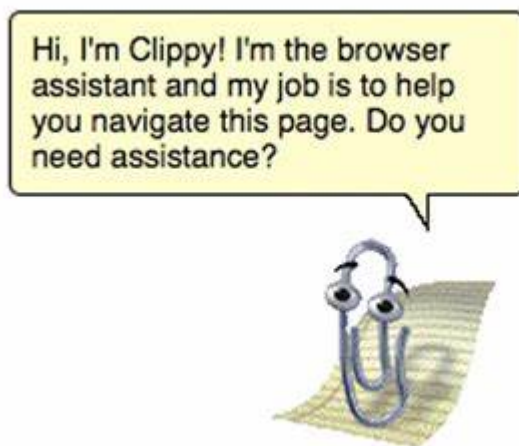 Hi, I'm Clippy! I'm the browser
assistant and my job is to help
you navigate this page. Do you
need assistance?